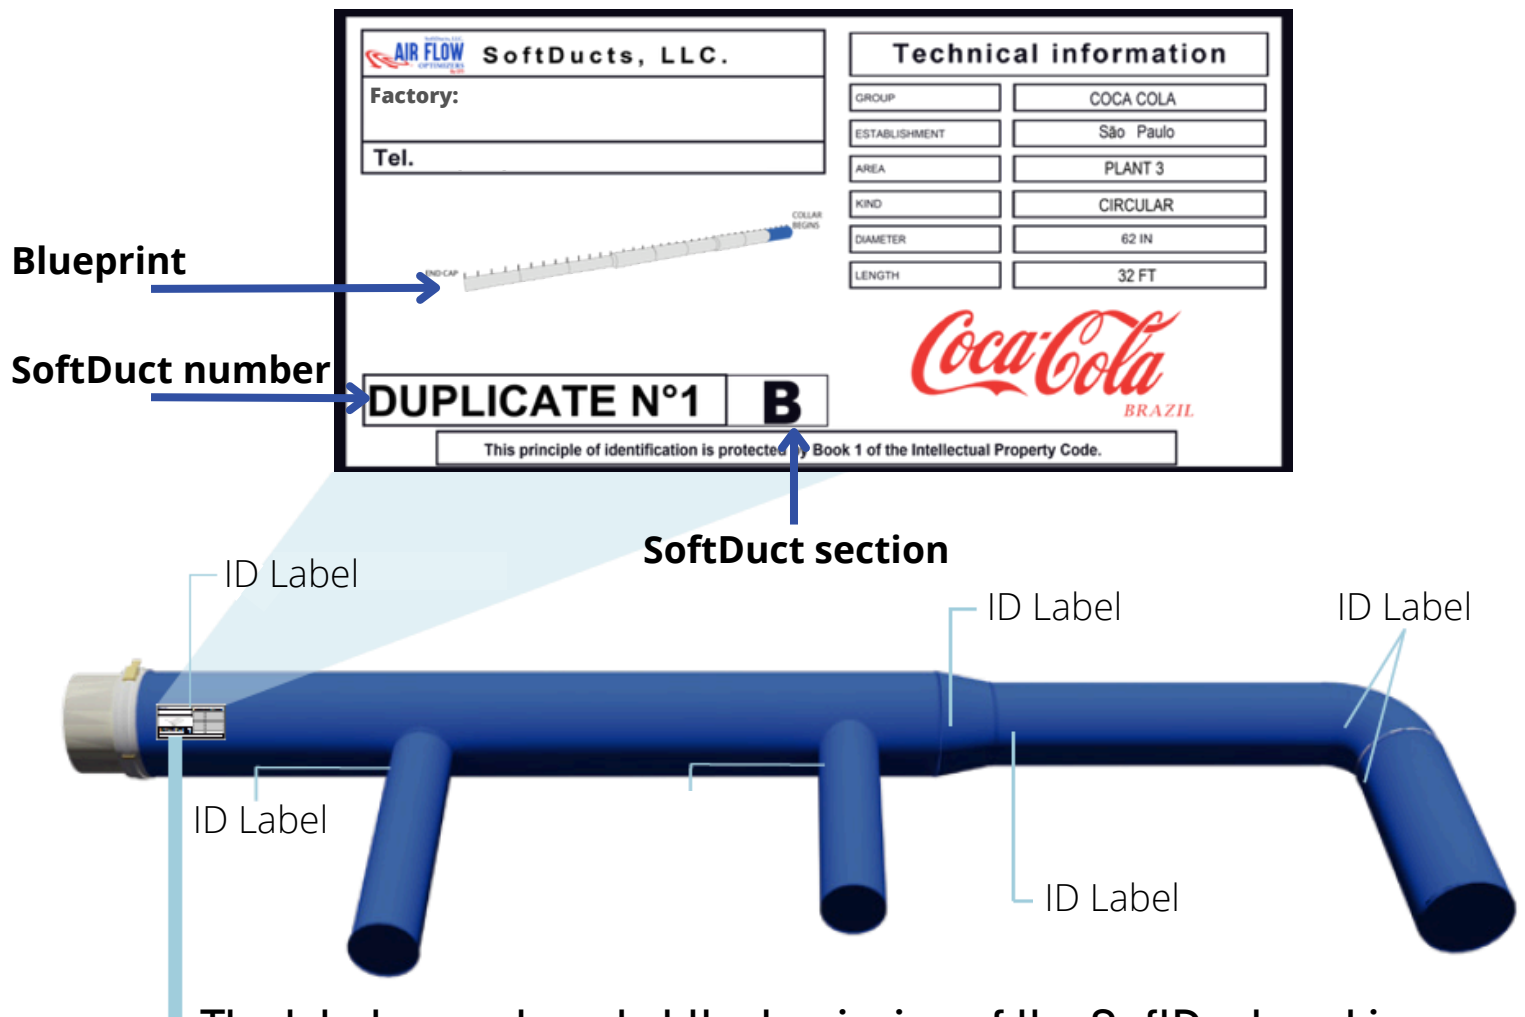 AIR FLOW
OPTIMIZERS
SoftDucts, LLC.
Factory:
Tel.
Technical information
GROUP COCA COLA
ESTABLISHMENT São Paulo
AREA PLANT 3
KIND CIRCULAR
DIAMETER 62 IN
LENGTH 32 FT
COLLAR
BEGINS
END CAP
Blueprint
SoftDuct number
DUPLICATE N°1 B
Coca-Cola
BRAZIL
This principle of identification is protected by Book 1 of the Intellectual Property Code.
SoftDuct section
ID Label
ID Label
ID Label
ID Label
ID Label